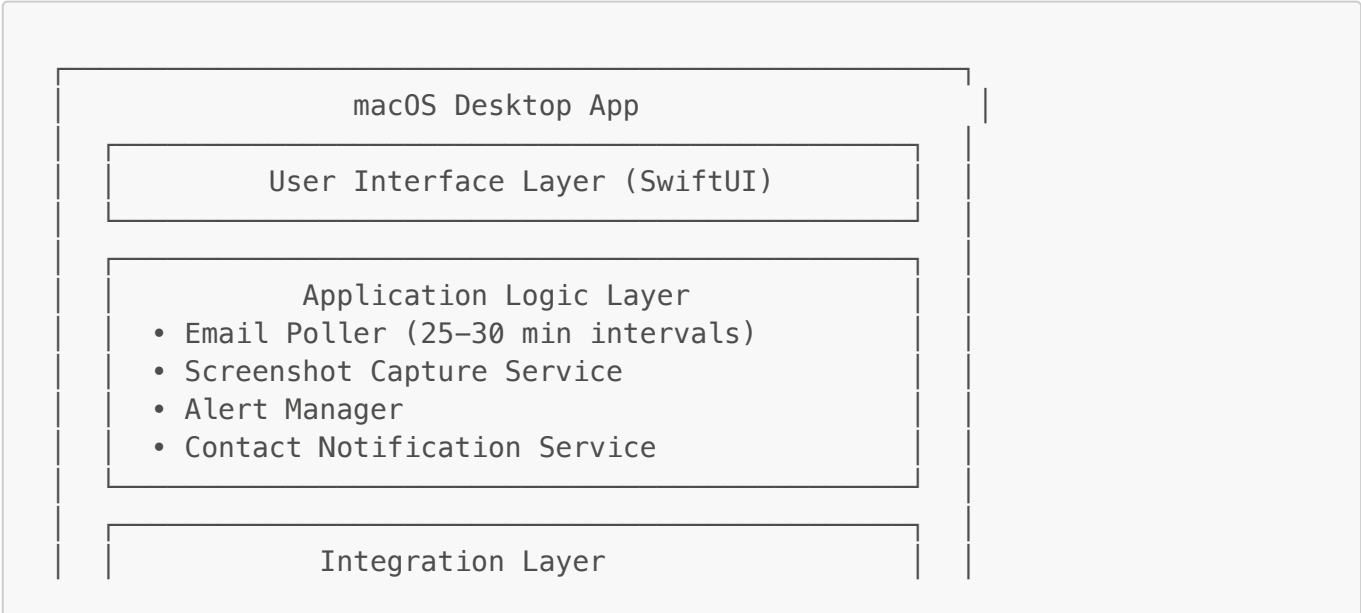 macOS Desktop App
User Interface Layer (SwiftUI)
Application Logic Layer
• Email Poller (25–30 min intervals)
• Screenshot Capture Service
• Alert Manager
• Contact Notification Service
Integration Layer